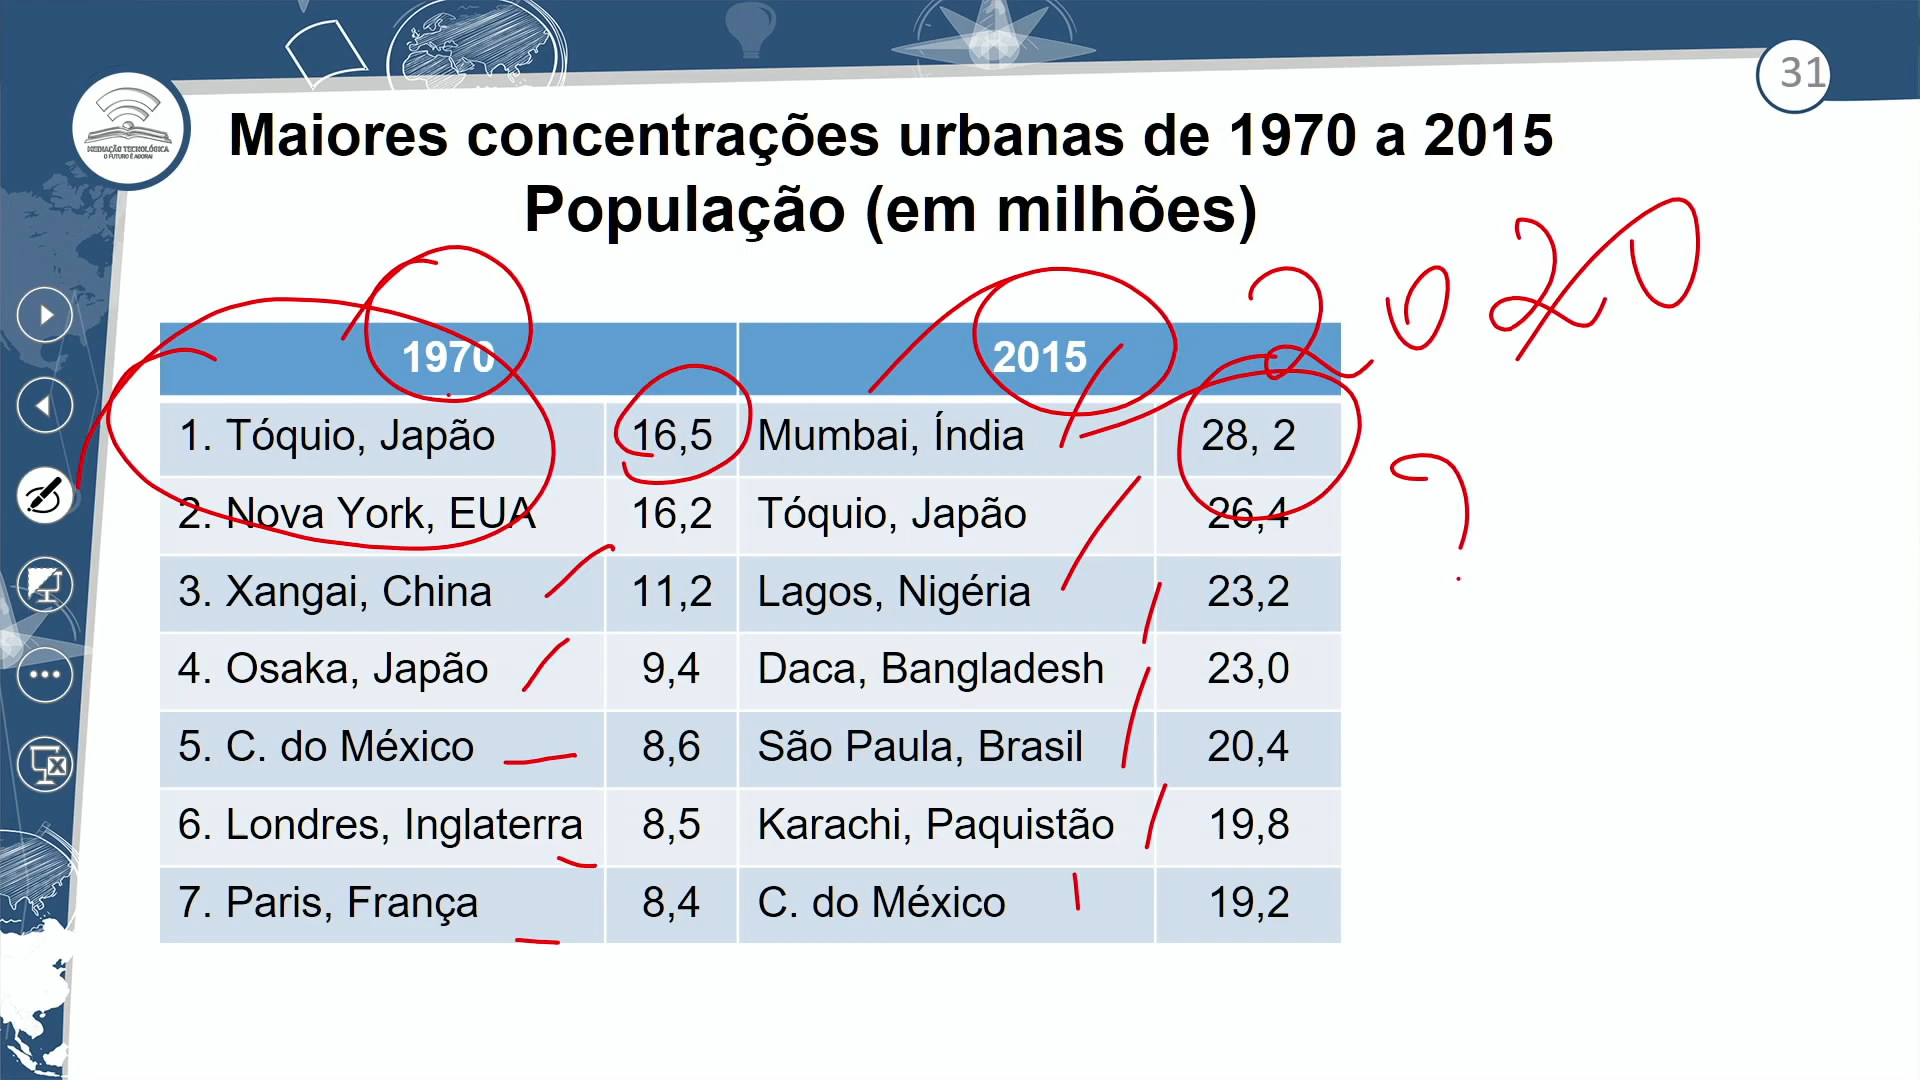 31
MEDIAÇÃO TECNOLÓGICA
O FUTURO É AGORA!
Maiores concentrações urbanas de 1970 a 2015
População (em milhões)
2020
1970 2015
1. Tóquio, Japão 16,5 Mumbai, Índia 28, 2
2. Nova York, EUA 16,2 Tóquio, Japão 26,4
?
3. Xangai, China 11,2 Lagos, Nigéria 23,2
4. Osaka, Japão 9,4 Daca, Bangladesh 23,0
5. C. do México 8,6 São Paula, Brasil 20,4
6. Londres, Inglaterra 8,5 Karachi, Paquistão 19,8
7. Paris, França 8,4 C. do México 19,2